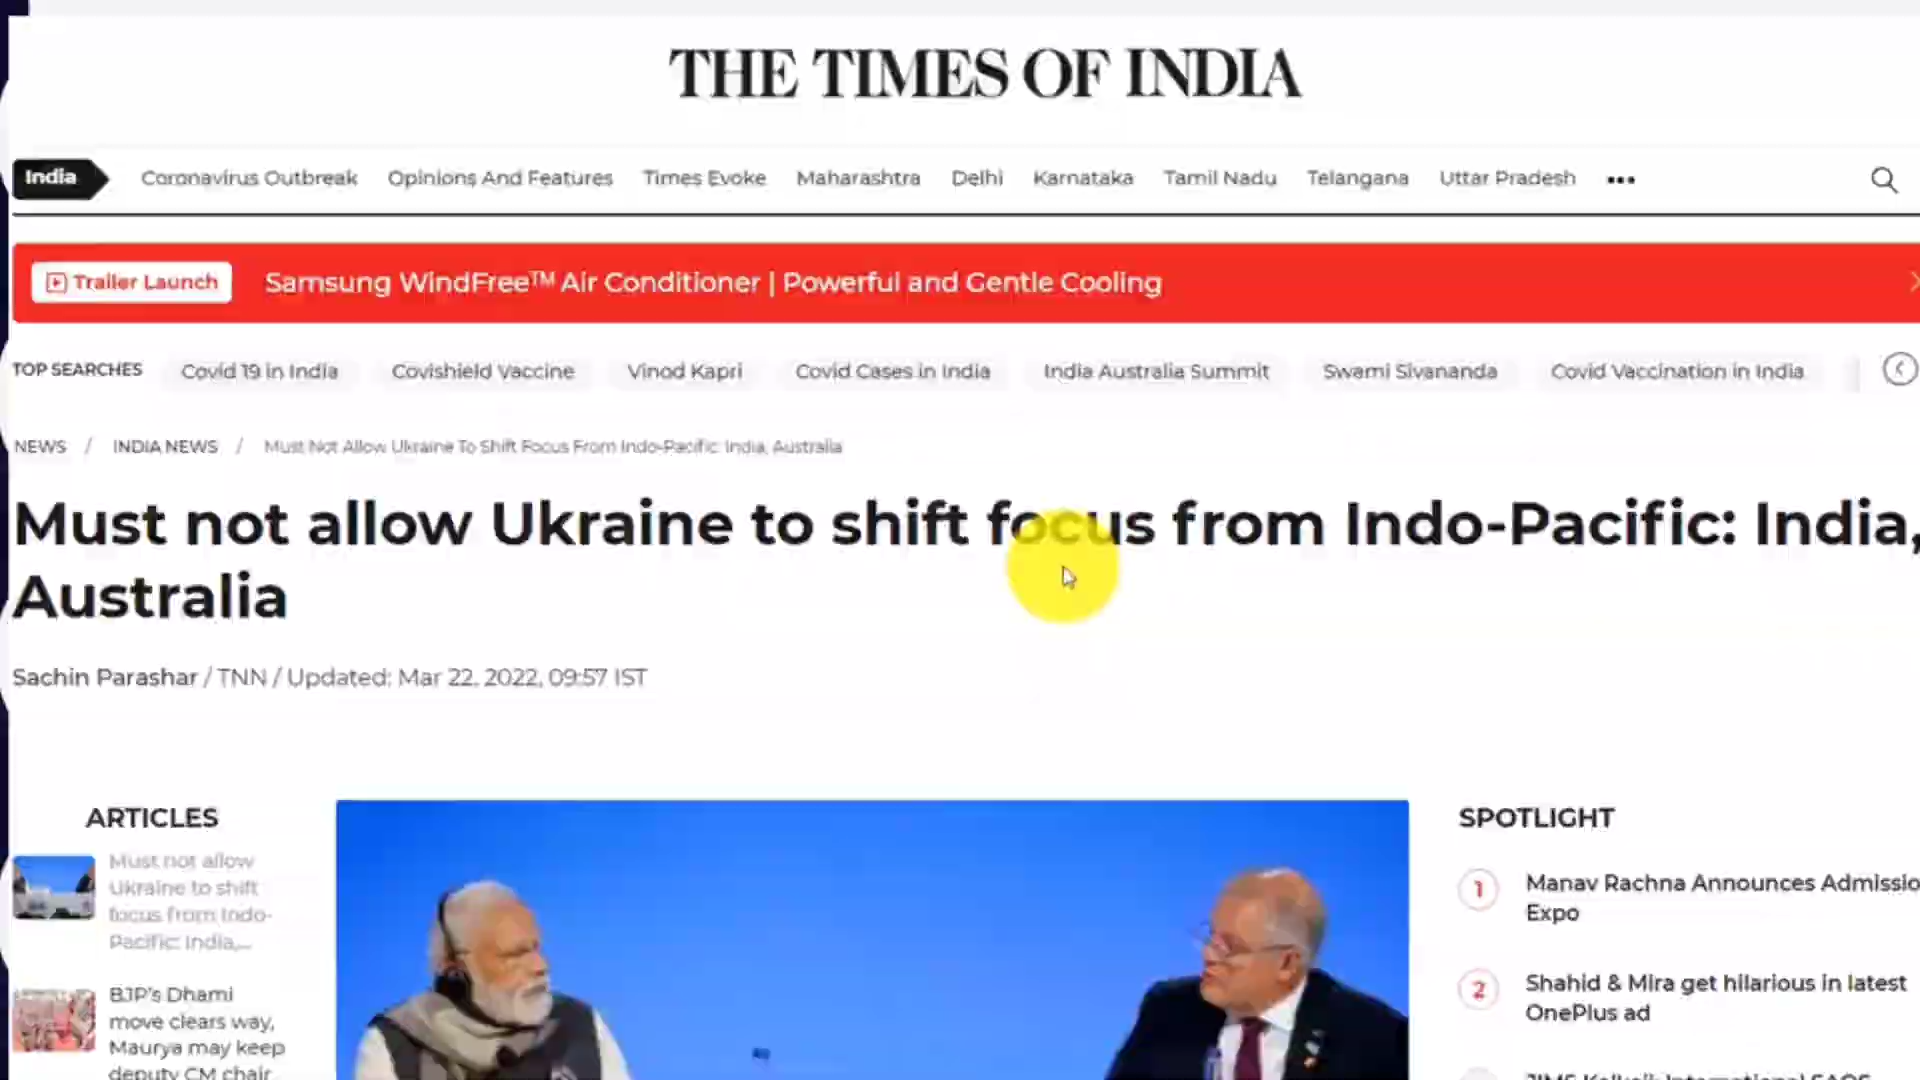 THE TIMES OF INDIA
India Coronavirus Outbreak Opinions And Features Times Evoke Maharashtra Delhi Karnataka Tamil Nadu Telangana Uttar Pradesh •••
Trailer Launch Samsung WindFree™ Air Conditioner | Powerful and Gentle Cooling
TOP SEARCHES Covid 19 in India Covishield Vaccine Vinod Kapri Covid Cases in India India Australia Summit Swami Sivananda Covid Vaccination in India
NEWS / INDIA NEWS / Must Not Allow Ukraine To Shift Focus From Indo-Pacific: India, Australia
Must not allow Ukraine to shift focus from Indo-Pacific: India,
Australia
Sachin Parashar / TNN / Updated: Mar 22, 2022, 09:57 IST
ARTICLES
Must not allow
Ukraine to shift
focus from Indo-
Pacific: India,...
BJP's Dhami
move clears way,
Maurya may keep
deputy CM chair
SPOTLIGHT
1 Manav Rachna Announces Admissio
Expo
2 Shahid & Mira get hilarious in latest
OnePlus ad